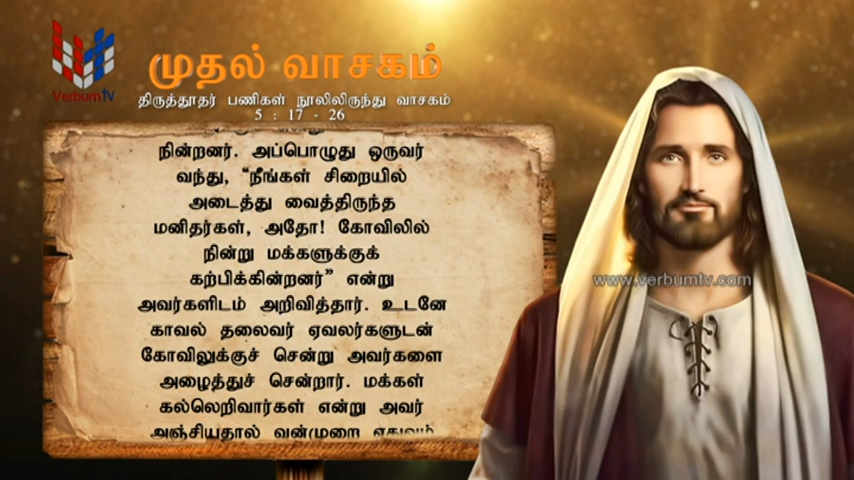 VerbumTV
முதல் வாசகம்
திருத்தூதர் பணிகள் நூலிலிருந்து வாசகம்
5 : 17 - 26
நின்றனர். அப்பொழுது ஒருவர்
வந்து, “நீங்கள் சிறையில்
அடைத்து வைத்திருந்த
மனிதர்கள், அதோ! கோவிலில்
நின்று மக்களுக்குக்
கற்பிக்கின்றனர்” என்று
அவர்களிடம் அறிவித்தார். உடனே
காவல் தலைவர் ஏவலர்களுடன்
கோவிலுக்குச் சென்று அவர்களை
அழைத்துச் சென்றார். மக்கள்
கல்லெறிவார்கள் என்று அவர்
அஞ்சியதால் வன்முறை எதுவும்
www.verbumtv.com